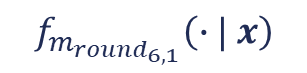 f_{m_{round_{6,1}}}(· | x)